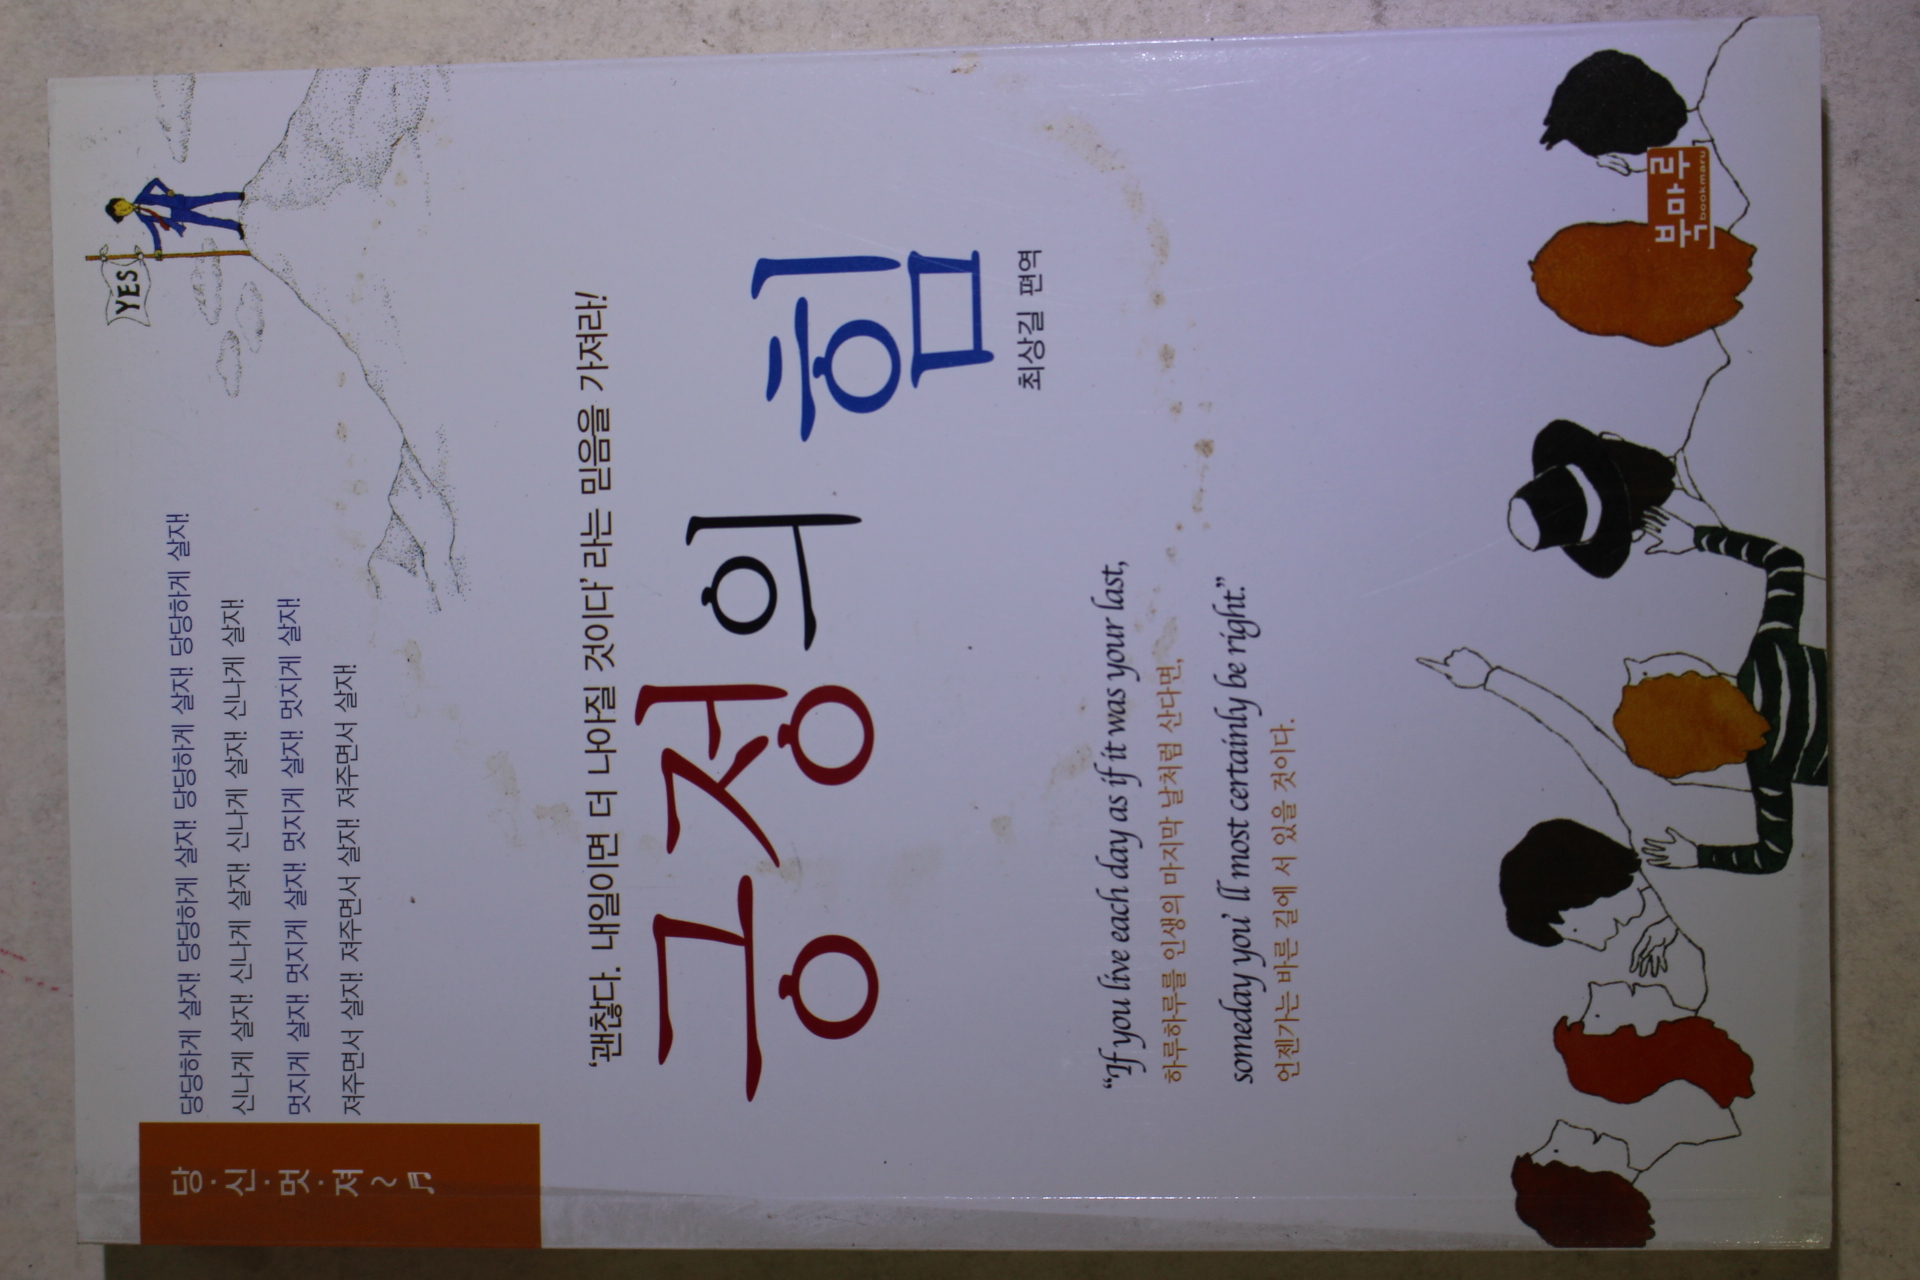 당·신·멋·져~♬
당당하게 살자! 당당하게 살자! 당당하게 살자! 당당하게 살자!
신나게 살자! 신나게 살자! 신나게 살자! 신나게 살자!
멋지게 살자! 멋지게 살자! 멋지게 살자! 멋지게 살자!
져주면서 살자! 져주면서 살자! 져주면서 살자!
YES
‘괜찮다. 내일이면 더 나아질 것이다’ 라는 믿음을 가져라!
긍정의 힘
최상길 편역
“If you live each day as if it was your last,
하루하루를 인생의 마지막 날처럼 산다면,
someday you’ll most certainly be right.”
언젠가는 바른 길에 서 있을 것이다.
북마루
bookmaru